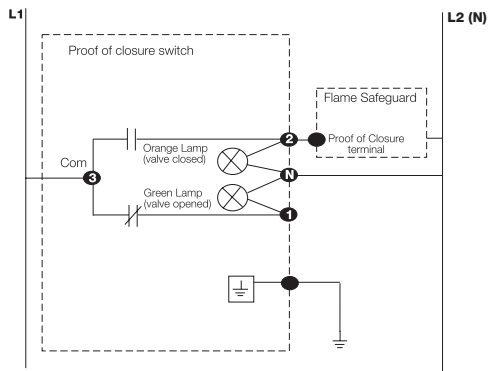 L1
L2 (N)
Proof of closure switch
Flame Safeguard
2
Proof of Closure
terminal
Orange Lamp
(valve closed)
Com
3
N
Green Lamp
(valve opened)
1